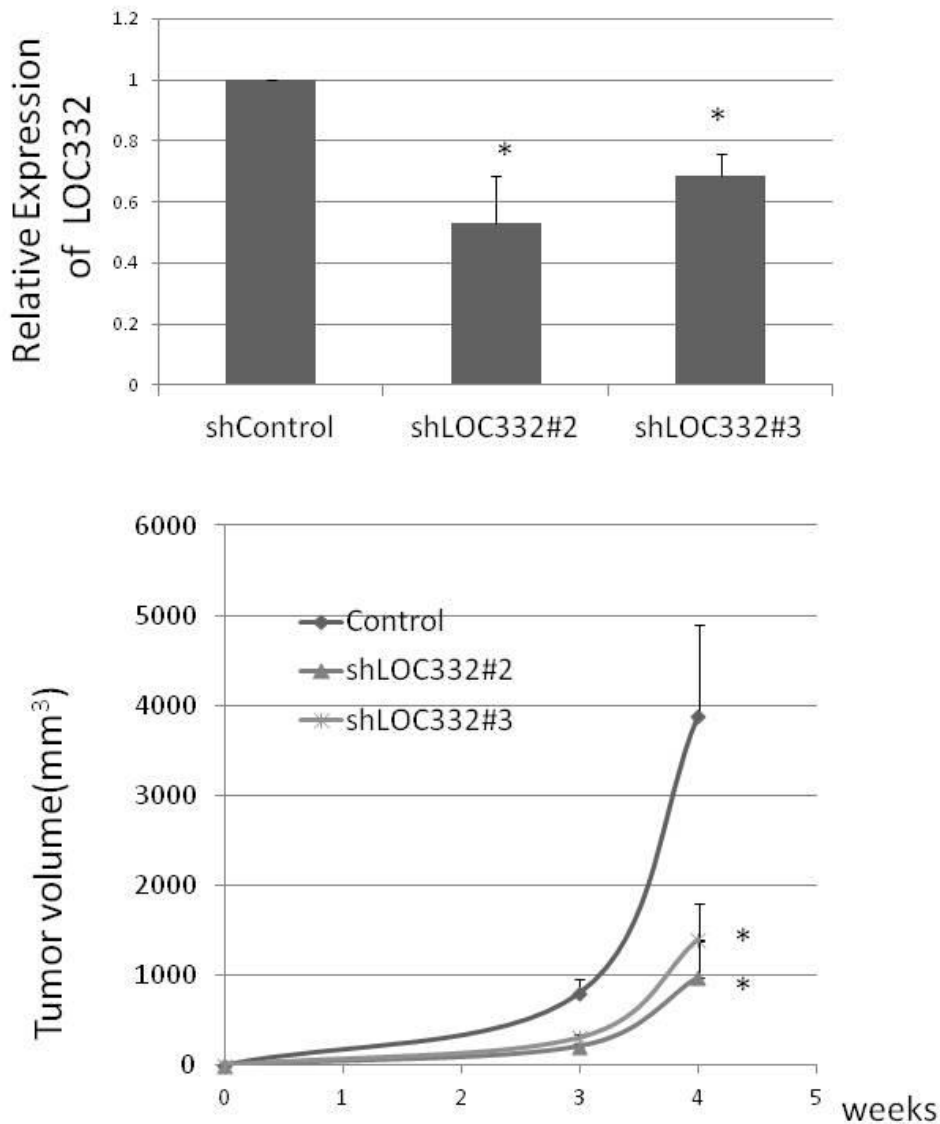 Relative Expression
of LOC332
1.2
1
0.8
0.6
0.4
0.2
0
*
*
shControl
shLOC332#2
shLOC332#3
Tumor volume(mm³)
6000
5000
4000
3000
2000
1000
0
Control
shLOC332#2
shLOC332#3
*
*
0
1
2
3
4
5
weeks